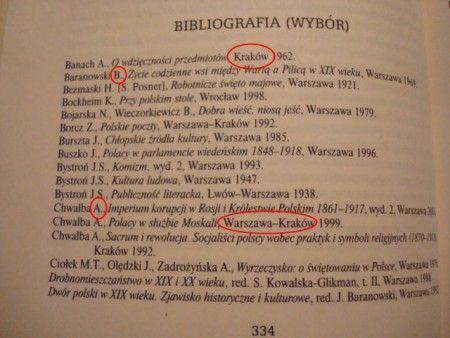 BIBLIOGRAFIA (WYBÓR)
Banach A., O wdzięczności przedmiotów, Kraków 1962.
Baranowski B., Życie codzienne wsi między Wartą a Pilicą w XIX wieku, Warszawa 1969.
Bezmaski H. [S. Posner], Robotnicze święto majowe, Warszawa 1921.
Bockheim K., Przy polskim stole, Wrocław 1998.
Bojarska N., Wieczorkiewicz B., Dobra wieść, niosą jeść, Warszawa 1979.
Borcz Z., Polskie poczty, Warszawa–Kraków 1992.
Burszta J., Chłopskie źródła kultury, Warszawa 1985.
Buszko J., Polacy w parlamencie wiedeńskim 1848–1918, Warszawa 1996.
Bystroń J.S., Komizm, wyd. 2, Warszawa 1993.
Bystroń J.S., Kultura ludowa, Warszawa 1947.
Bystroń J.S., Publiczność literacka, Lwów–Warszawa 1938.
Chwalba A., Imperium korupcji w Rosji i Królestwie Polskim 1861–1917, wyd. 2, Warszawa
Chwalba A., Polacy w służbie Moskali, Warszawa–Kraków 1999.
Chwalba A., Sacrum i rewolucja. Socjaliści polscy wobec praktyk i symboli religijnych (1870–1918),
Kraków 1992.
Ciołek M.T., Olędzki J., Zadrożyńska A., Wyrzeczysko: o świętowaniu w Polsce, Warszawa
Drobnomieszczaństwo w XIX i XX wieku, red. S. Kowalska-Glikman, t. II, Warszawa 1988.
Dwór polski w XIX wieku. Zjawisko historyczne i kulturowe, red. J. Baranowski, Warszawa 1992.
334